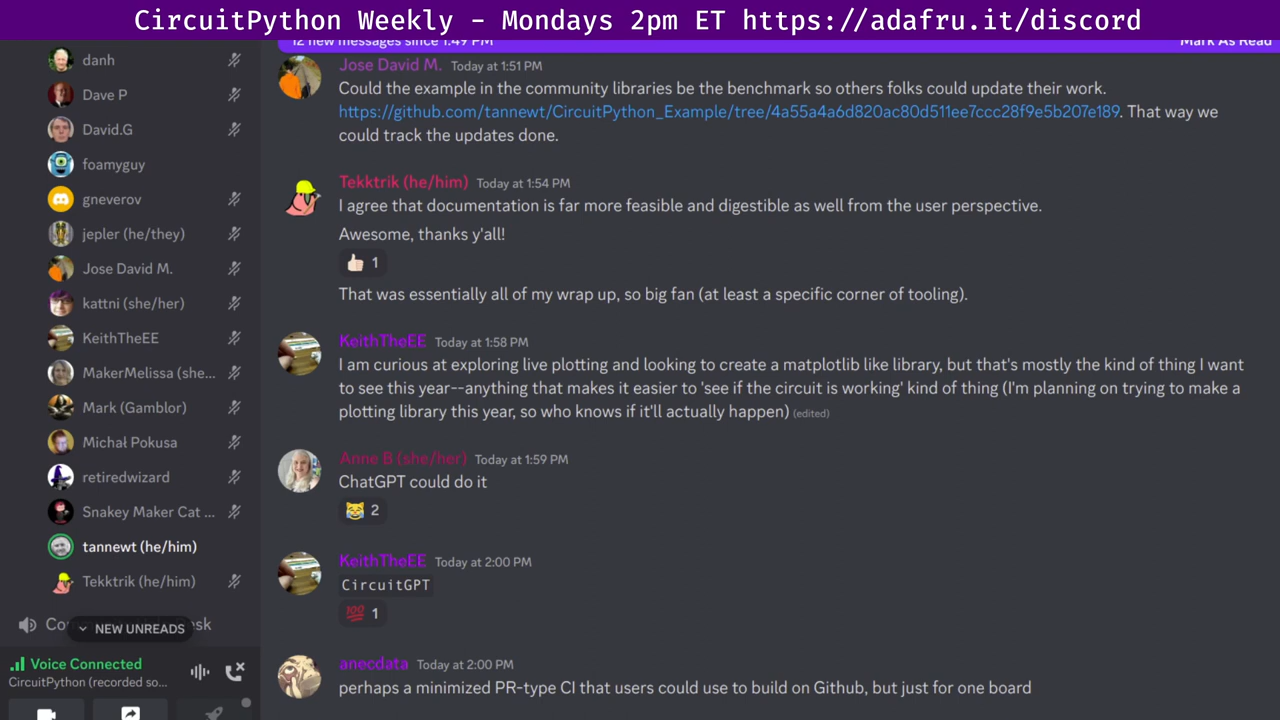 CircuitPython Weekly - Mondays 2pm ET https://adafru.it/discord
12 new messages since 1:49 PM
Mark As Read
danh
Dave P
David.G
foamyguy
gneverov
jepler (he/they)
Jose David M.
kattni (she/her)
KeithTheEE
MakerMelissa (she...
Mark (Gamblor)
Michał Pokusa
retiredwizard
Snakey Maker Cat ...
tannewt (he/him)
Tekktrik (he/him)
NEW UNREADS
Voice Connected
CircuitPython (recorded so...
Jose David M. Today at 1:51 PM
Could the example in the community libraries be the benchmark so others folks could update their work.
https://github.com/tannewt/CircuitPython_Example/tree/4a55a4a6d820ac80d511ee7ccc28f9e5b207e189. That way we
could track the updates done.
Tekktrik (he/him) Today at 1:54 PM
I agree that documentation is far more feasible and digestible as well from the user perspective.
Awesome, thanks y'all!
1
That was essentially all of my wrap up, so big fan (at least a specific corner of tooling).
KeithTheEE Today at 1:58 PM
I am curious at exploring live plotting and looking to create a matplotlib like library, but that's mostly the kind of thing I want
to see this year--anything that makes it easier to 'see if the circuit is working' kind of thing (I'm planning on trying to make a
plotting library this year, so who knows if it'll actually happen) (edited)
Anne B (she/her) Today at 1:59 PM
ChatGPT could do it
2
KeithTheEE Today at 2:00 PM
CircuitGPT
1
anecdata Today at 2:00 PM
perhaps a minimized PR-type CI that users could use to build on Github, but just for one board